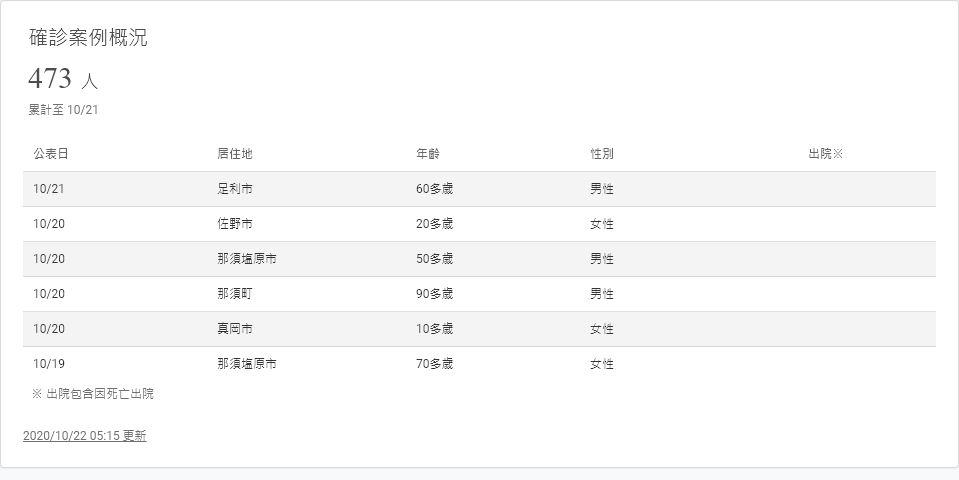 確診案例概況
473 人
累計至 10/21
公表日 居住地 年齡 性別 出院※
10/21 足利市 60多歲 男性
10/20 佐野市 20多歲 女性
10/20 那須塩原市 50多歲 男性
10/20 那須町 90多歲 男性
10/20 真岡市 10多歲 女性
10/19 那須塩原市 70多歲 女性
※ 出院包含因死亡出院
2020/10/22 05:15 更新